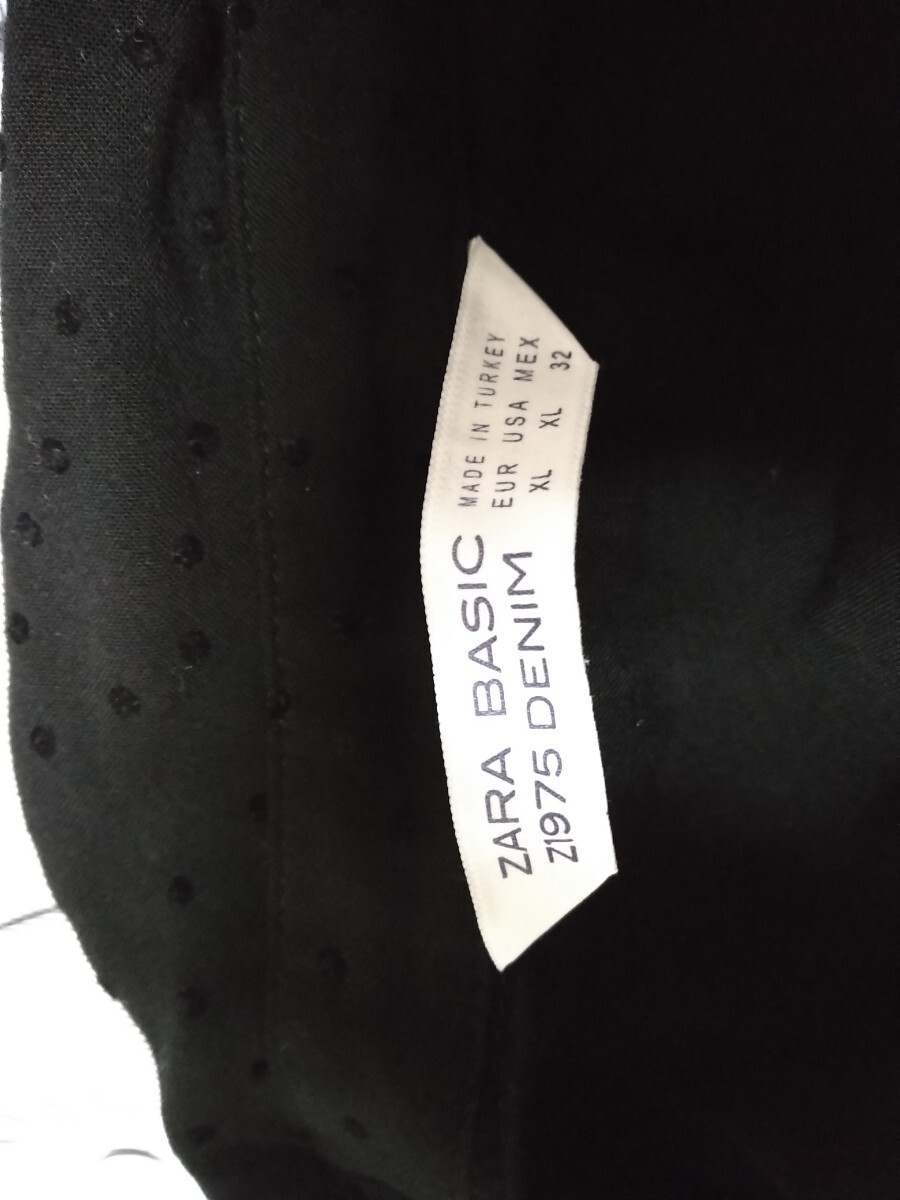 ZARA BASIC
Z1975 DENIM
MADE IN TURKEY
EUR USA MEX
XL XL 32